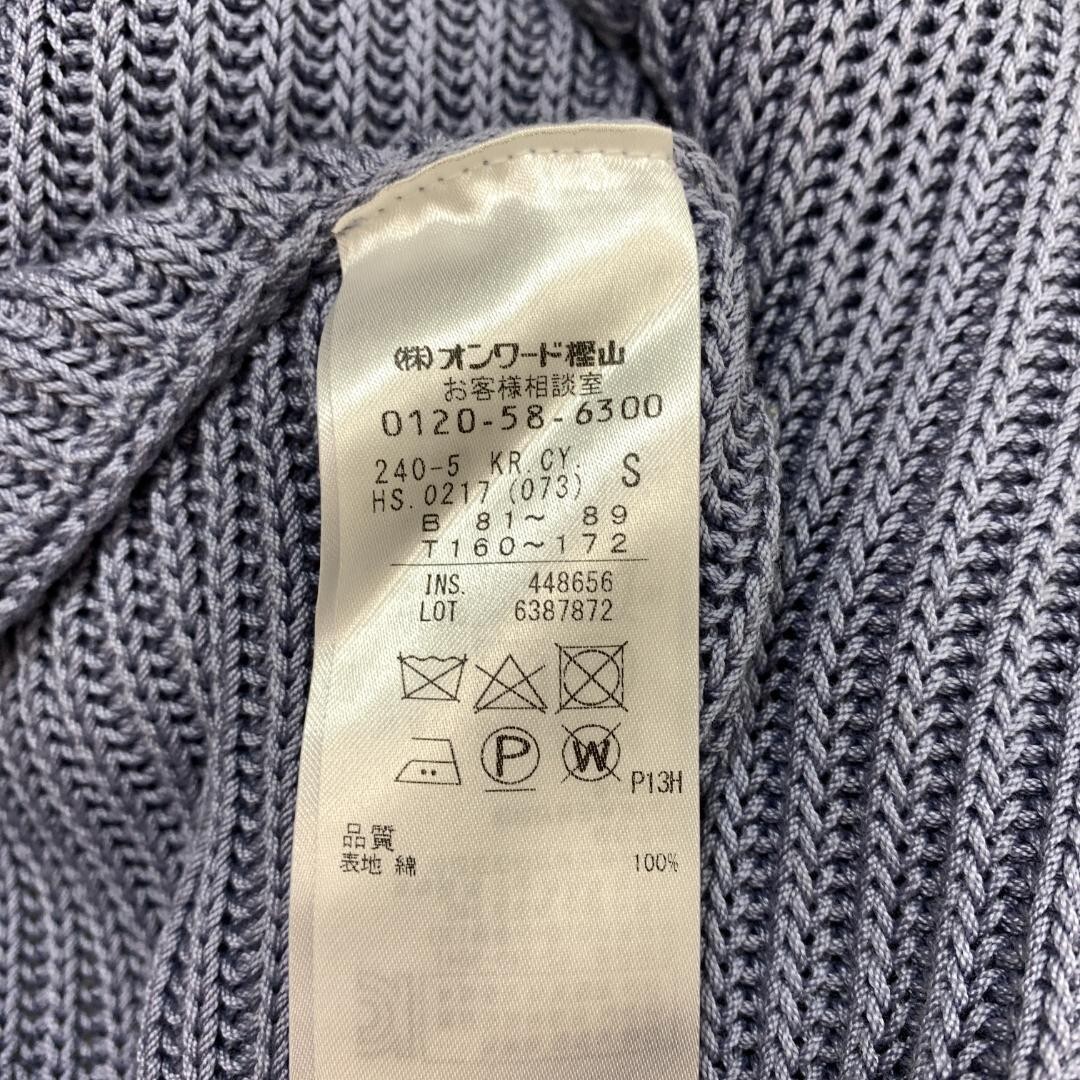 (株)オンワード樫山
お客様相談室
0120-58-6300
240-5 KR.CY. S
HS.0217 (073)
B 81～ 89
T160～172
INS. 448656
LOT 6387872
P W P13H
品質
表地 綿 100%